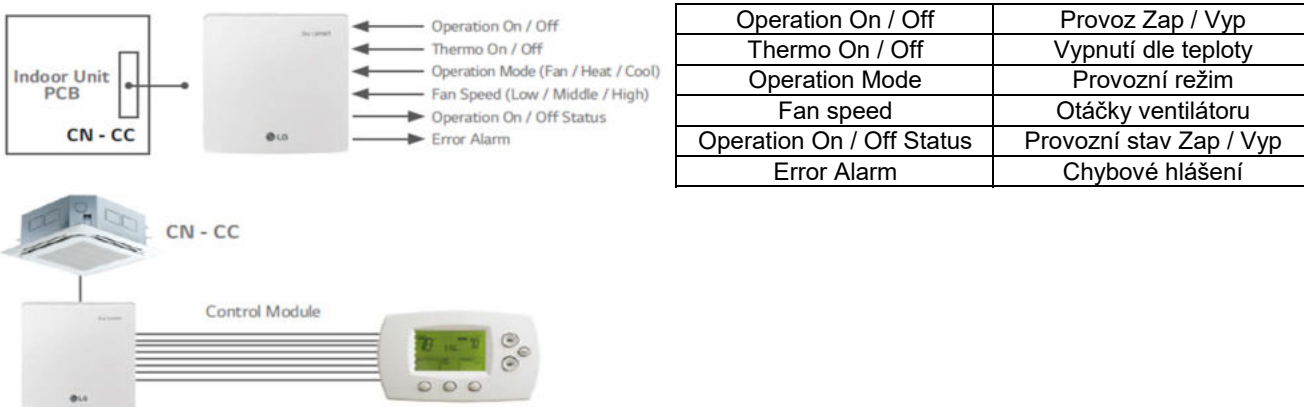 Operation On / Off
Thermo On / Off
Operation Mode (Fan / Heat / Cool)
Fan Speed (Low / Middle / High)
Operation On / Off Status
Error Alarm
Indoor Unit
PCB
CN - CC
LG
Operation On / Off Provoz Zap / Vyp
Thermo On / Off Vypnutí dle teploty
Operation Mode Provozní režim
Fan speed Otáčky ventilátoru
Operation On / Off Status Provozní stav Zap / Vyp
Error Alarm Chybové hlášení
CN - CC
Control Module
LG